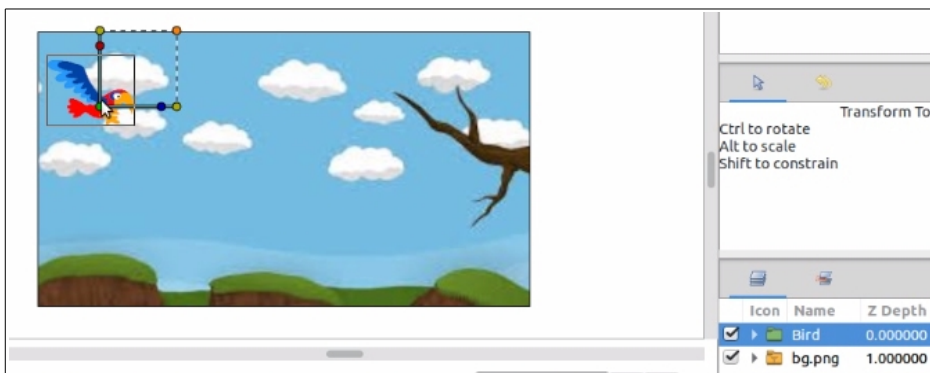 Transform To
Ctrl to rotate
Alt to scale
Shift to constrain
Icon Name Z Depth
Bird 0.000000
bg.png 1.000000